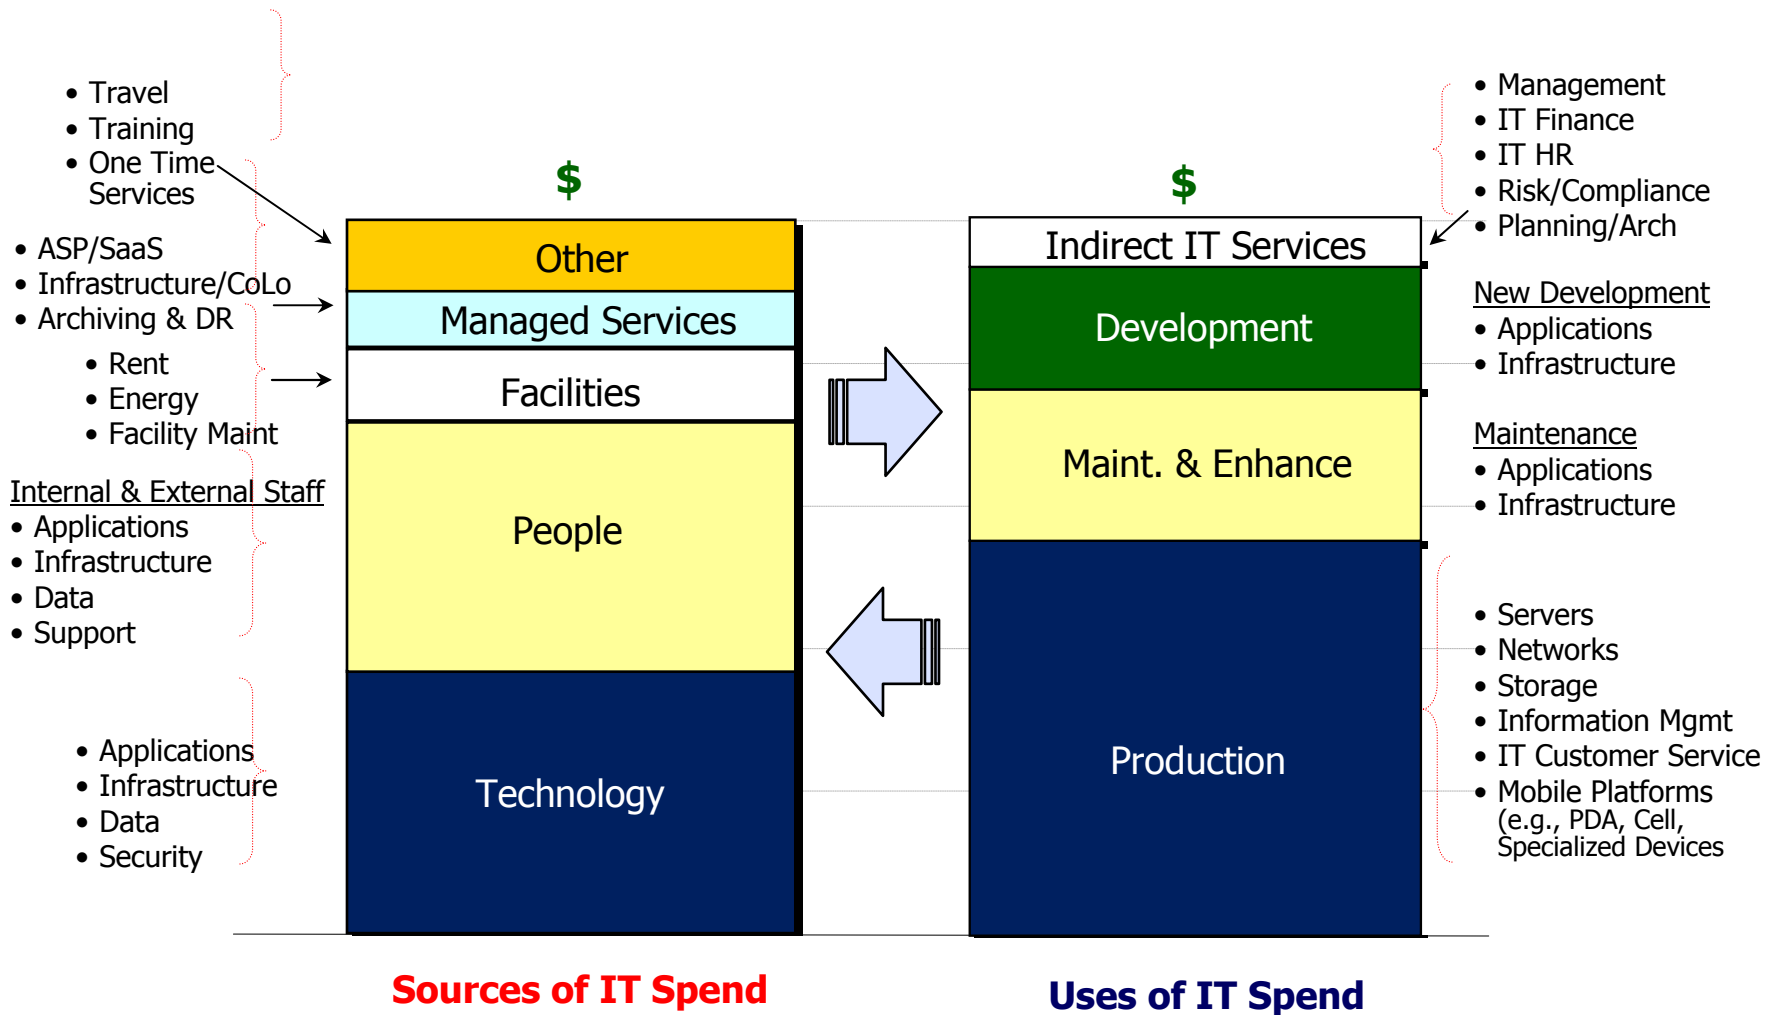 • Travel
• Training
• One Time
Services
• ASP/SaaS
• Infrastructure/CoLo
• Archiving & DR
• Rent
• Energy
• Facility Maint
Internal & External Staff
• Applications
• Infrastructure
• Data
• Support
• Applications
• Infrastructure
• Data
• Security
$
Other
Managed Services
Facilities
People
Technology
Sources of IT Spend
$
Indirect IT Services
Development
Maint. & Enhance
Production
Uses of IT Spend
• Management
• IT Finance
• IT HR
• Risk/Compliance
• Planning/Arch
New Development
• Applications
• Infrastructure
Maintenance
• Applications
• Infrastructure
• Servers
• Networks
• Storage
• Information Mgmt
• IT Customer Service
• Mobile Platforms
(e.g., PDA, Cell,
Specialized Devices